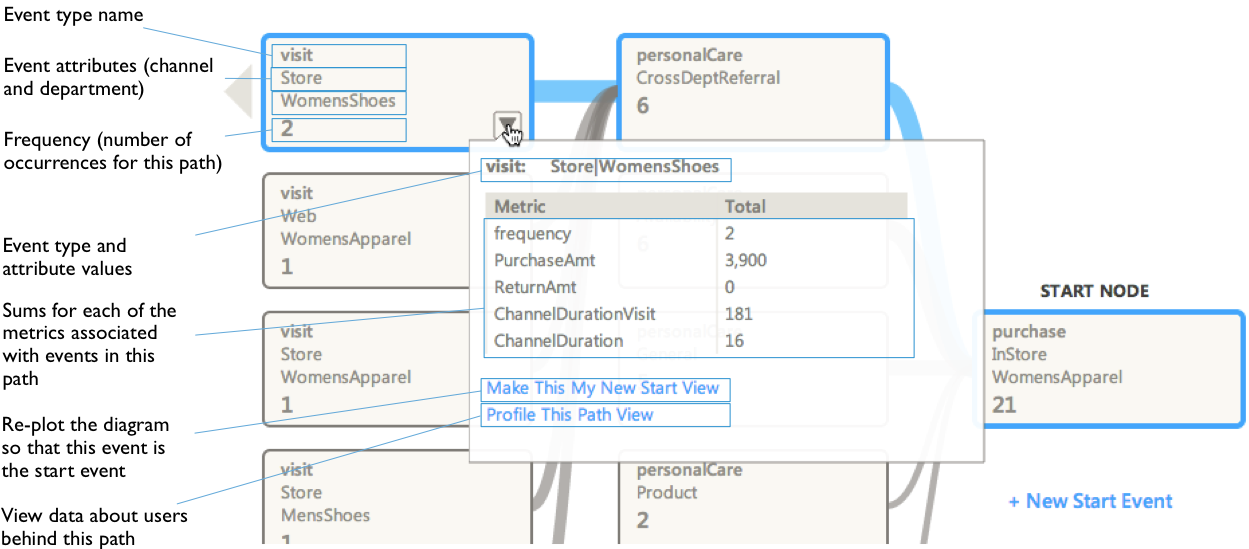 Event type name
Event attributes (channel
and department)
Frequency (number of
occurrences for this path)
Event type and
attribute values
Sums for each of the
metrics associated
with events in this
path
Re-plot the diagram
so that this event is
the start event
View data about users
behind this path
visit
Store
WomensShoes
2
visit
Web
WomensApparel
1
visit
Store
WomensApparel
1
visit
Store
MensShoes
1
personalCare
CrossDeptReferral
6
visit: Store|WomensShoes
Metric Total
frequency 2
PurchaseAmt 3,900
ReturnAmt 0
ChannelDurationVisit 181
ChannelDuration 16
Make This My New Start View
Profile This Path View
personalCare
6
personalCare
General
personalCare
Product
2
START NODE
purchase
InStore
WomensApparel
21
+ New Start Event